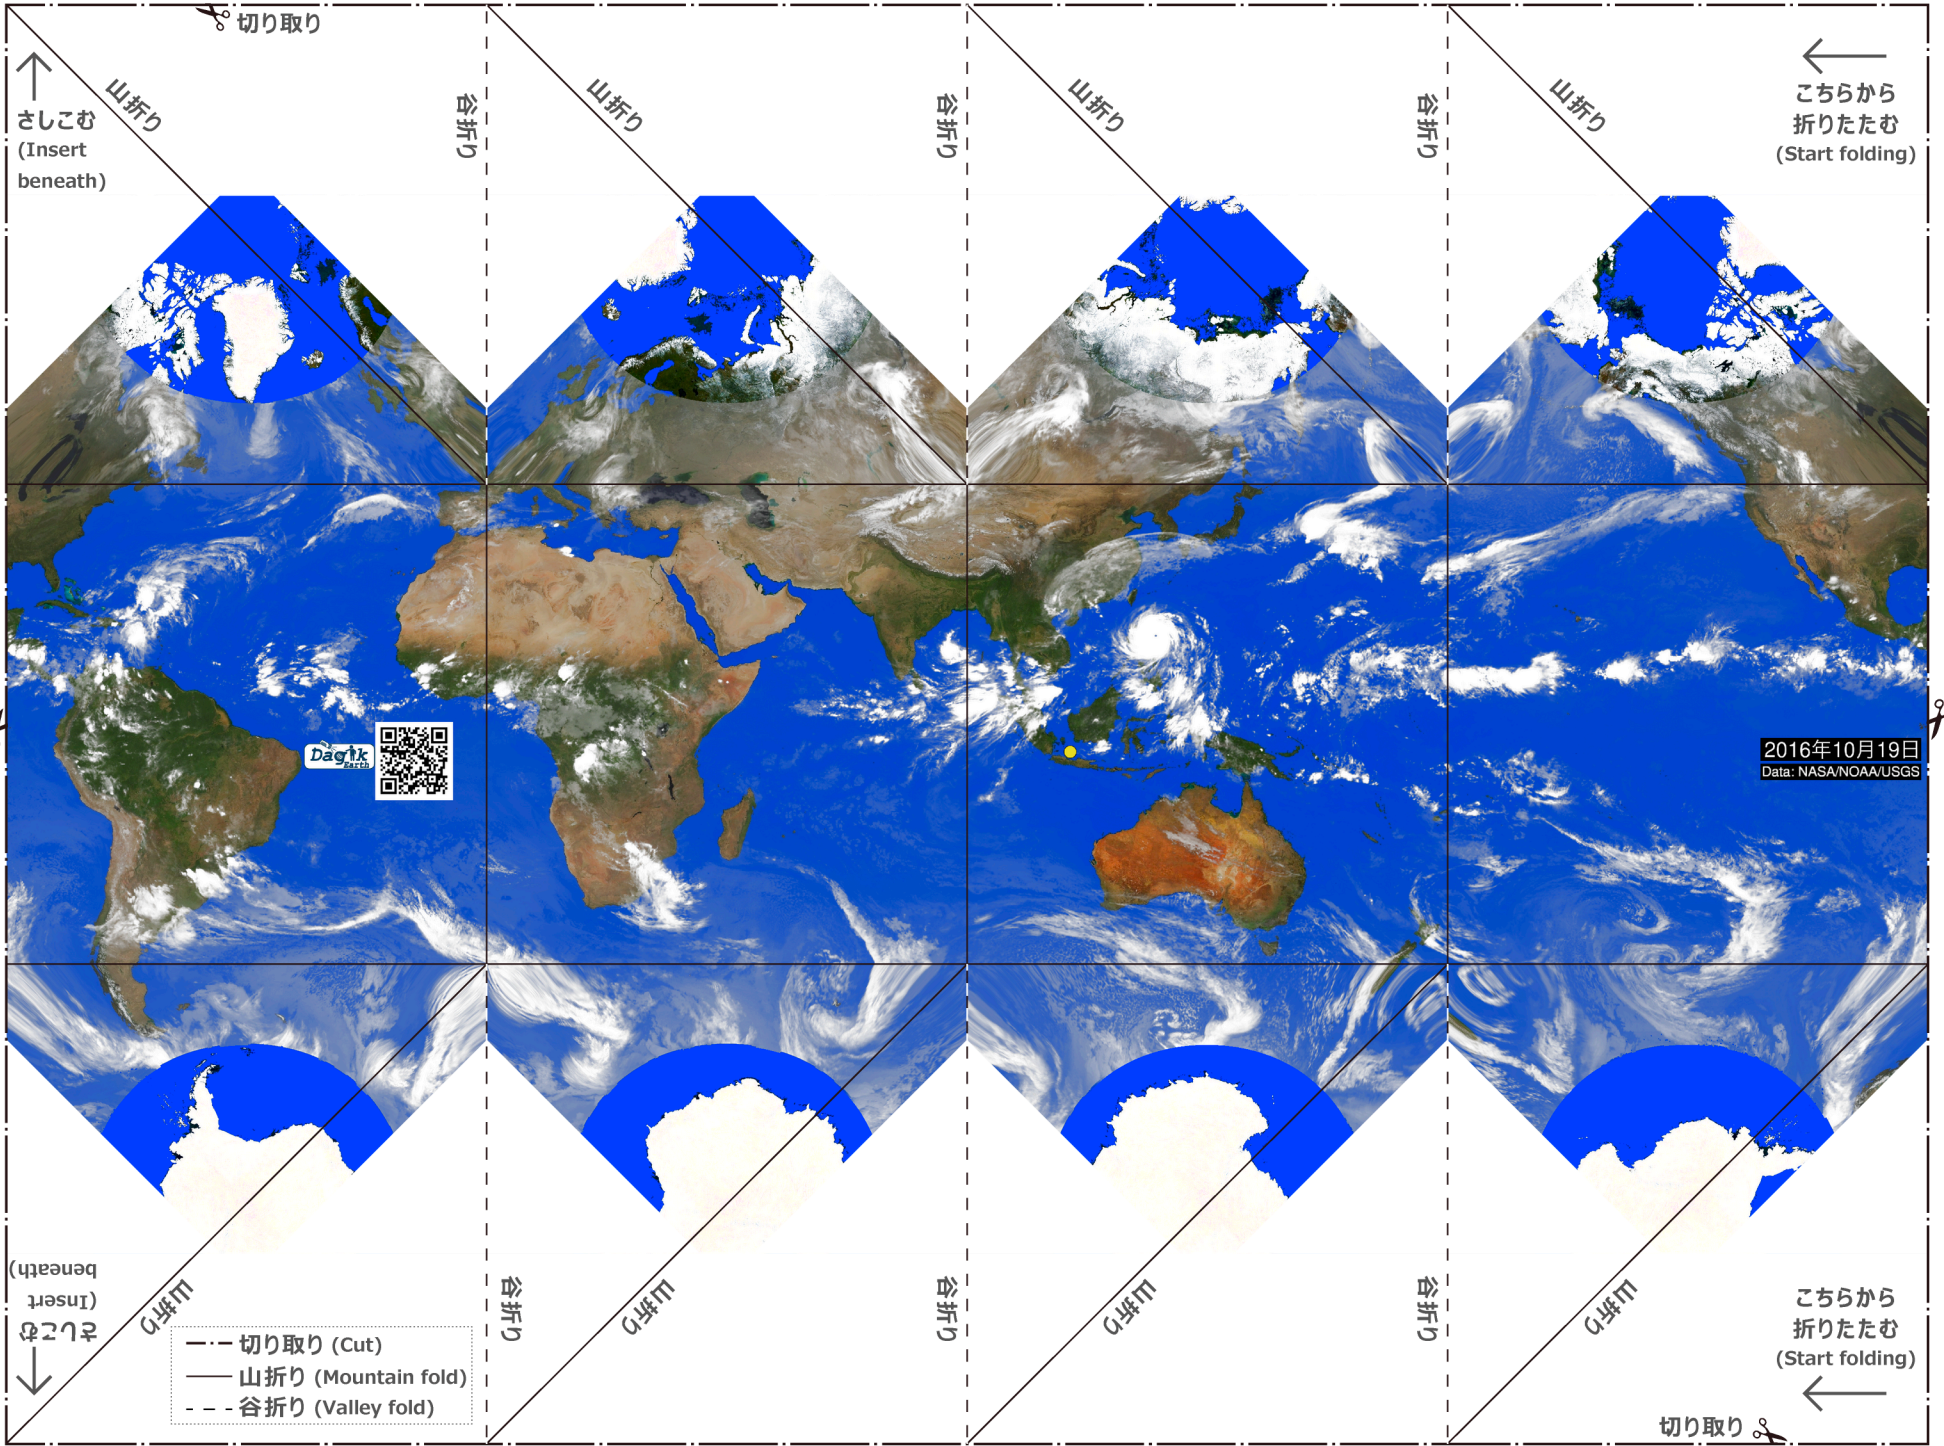 切り取り
山折り
谷折り
山折り
谷折り
山折り
谷折り
山折り
さしこむ
(Insert
beneath)
こちらから
折りたたむ
(Start folding)
Dagik
Earth
2016年10月19日
Data: NASA/NOAA/USGS
さしこむ
(Insert
beneath)
山折り
谷折り
山折り
谷折り
山折り
谷折り
山折り
切り取り (Cut)
山折り (Mountain fold)
谷折り (Valley fold)
こちらから
折りたたむ
(Start folding)
切り取り